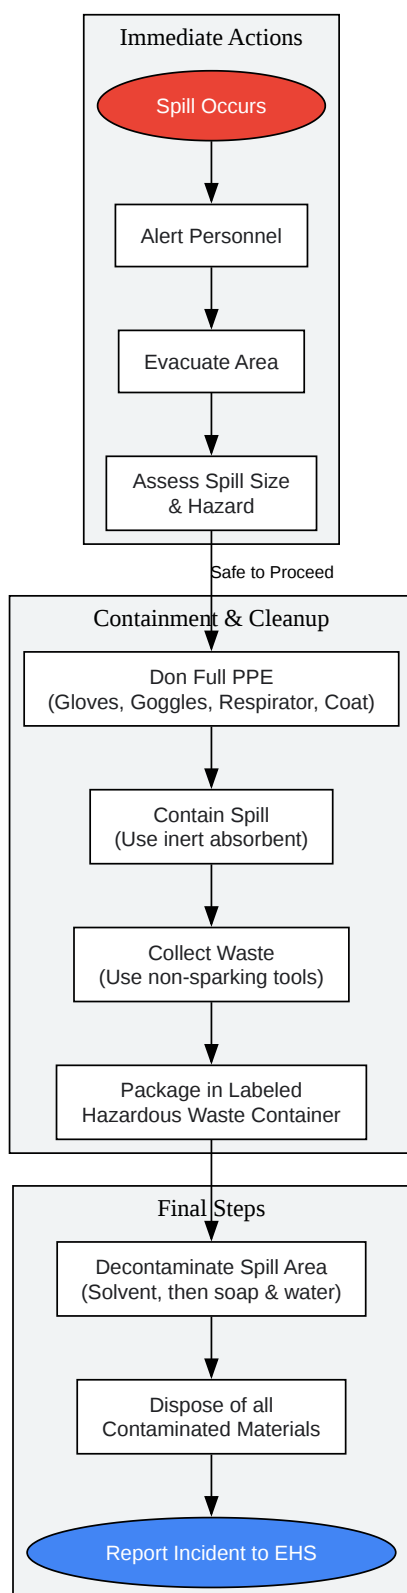 Immediate Actions
Spill Occurs
Alert Personnel
Evacuate Area
Assess Spill Size
& Hazard
Safe to Proceed
Containment & Cleanup
Don Full PPE
(Gloves, Goggles, Respirator, Coat)
Contain Spill
(Use inert absorbent)
Collect Waste
(Use non-sparking tools)
Package in Labeled
Hazardous Waste Container
Final Steps
Decontaminate Spill Area
(Solvent, then soap & water)
Dispose of all
Contaminated Materials
Report Incident to EHS